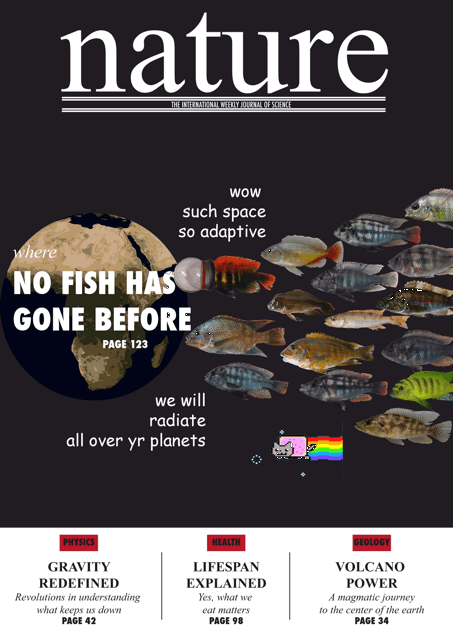 nature
THE INTERNATIONAL WEEKLY JOURNAL OF SCIENCE
wow
such space
so adaptive
where
NO FISH HAS
GONE BEFORE
PAGE 123
we will
radiate
all over yr planets
PHYSICS
GRAVITY
REDEFINED
Revolutions in understanding
what keeps us down
PAGE 42
HEALTH
LIFESPAN
EXPLAINED
Yes, what we
eat matters
PAGE 98
GEOLOGY
VOLCANO
POWER
A magmatic journey
to the center of the earth
PAGE 34